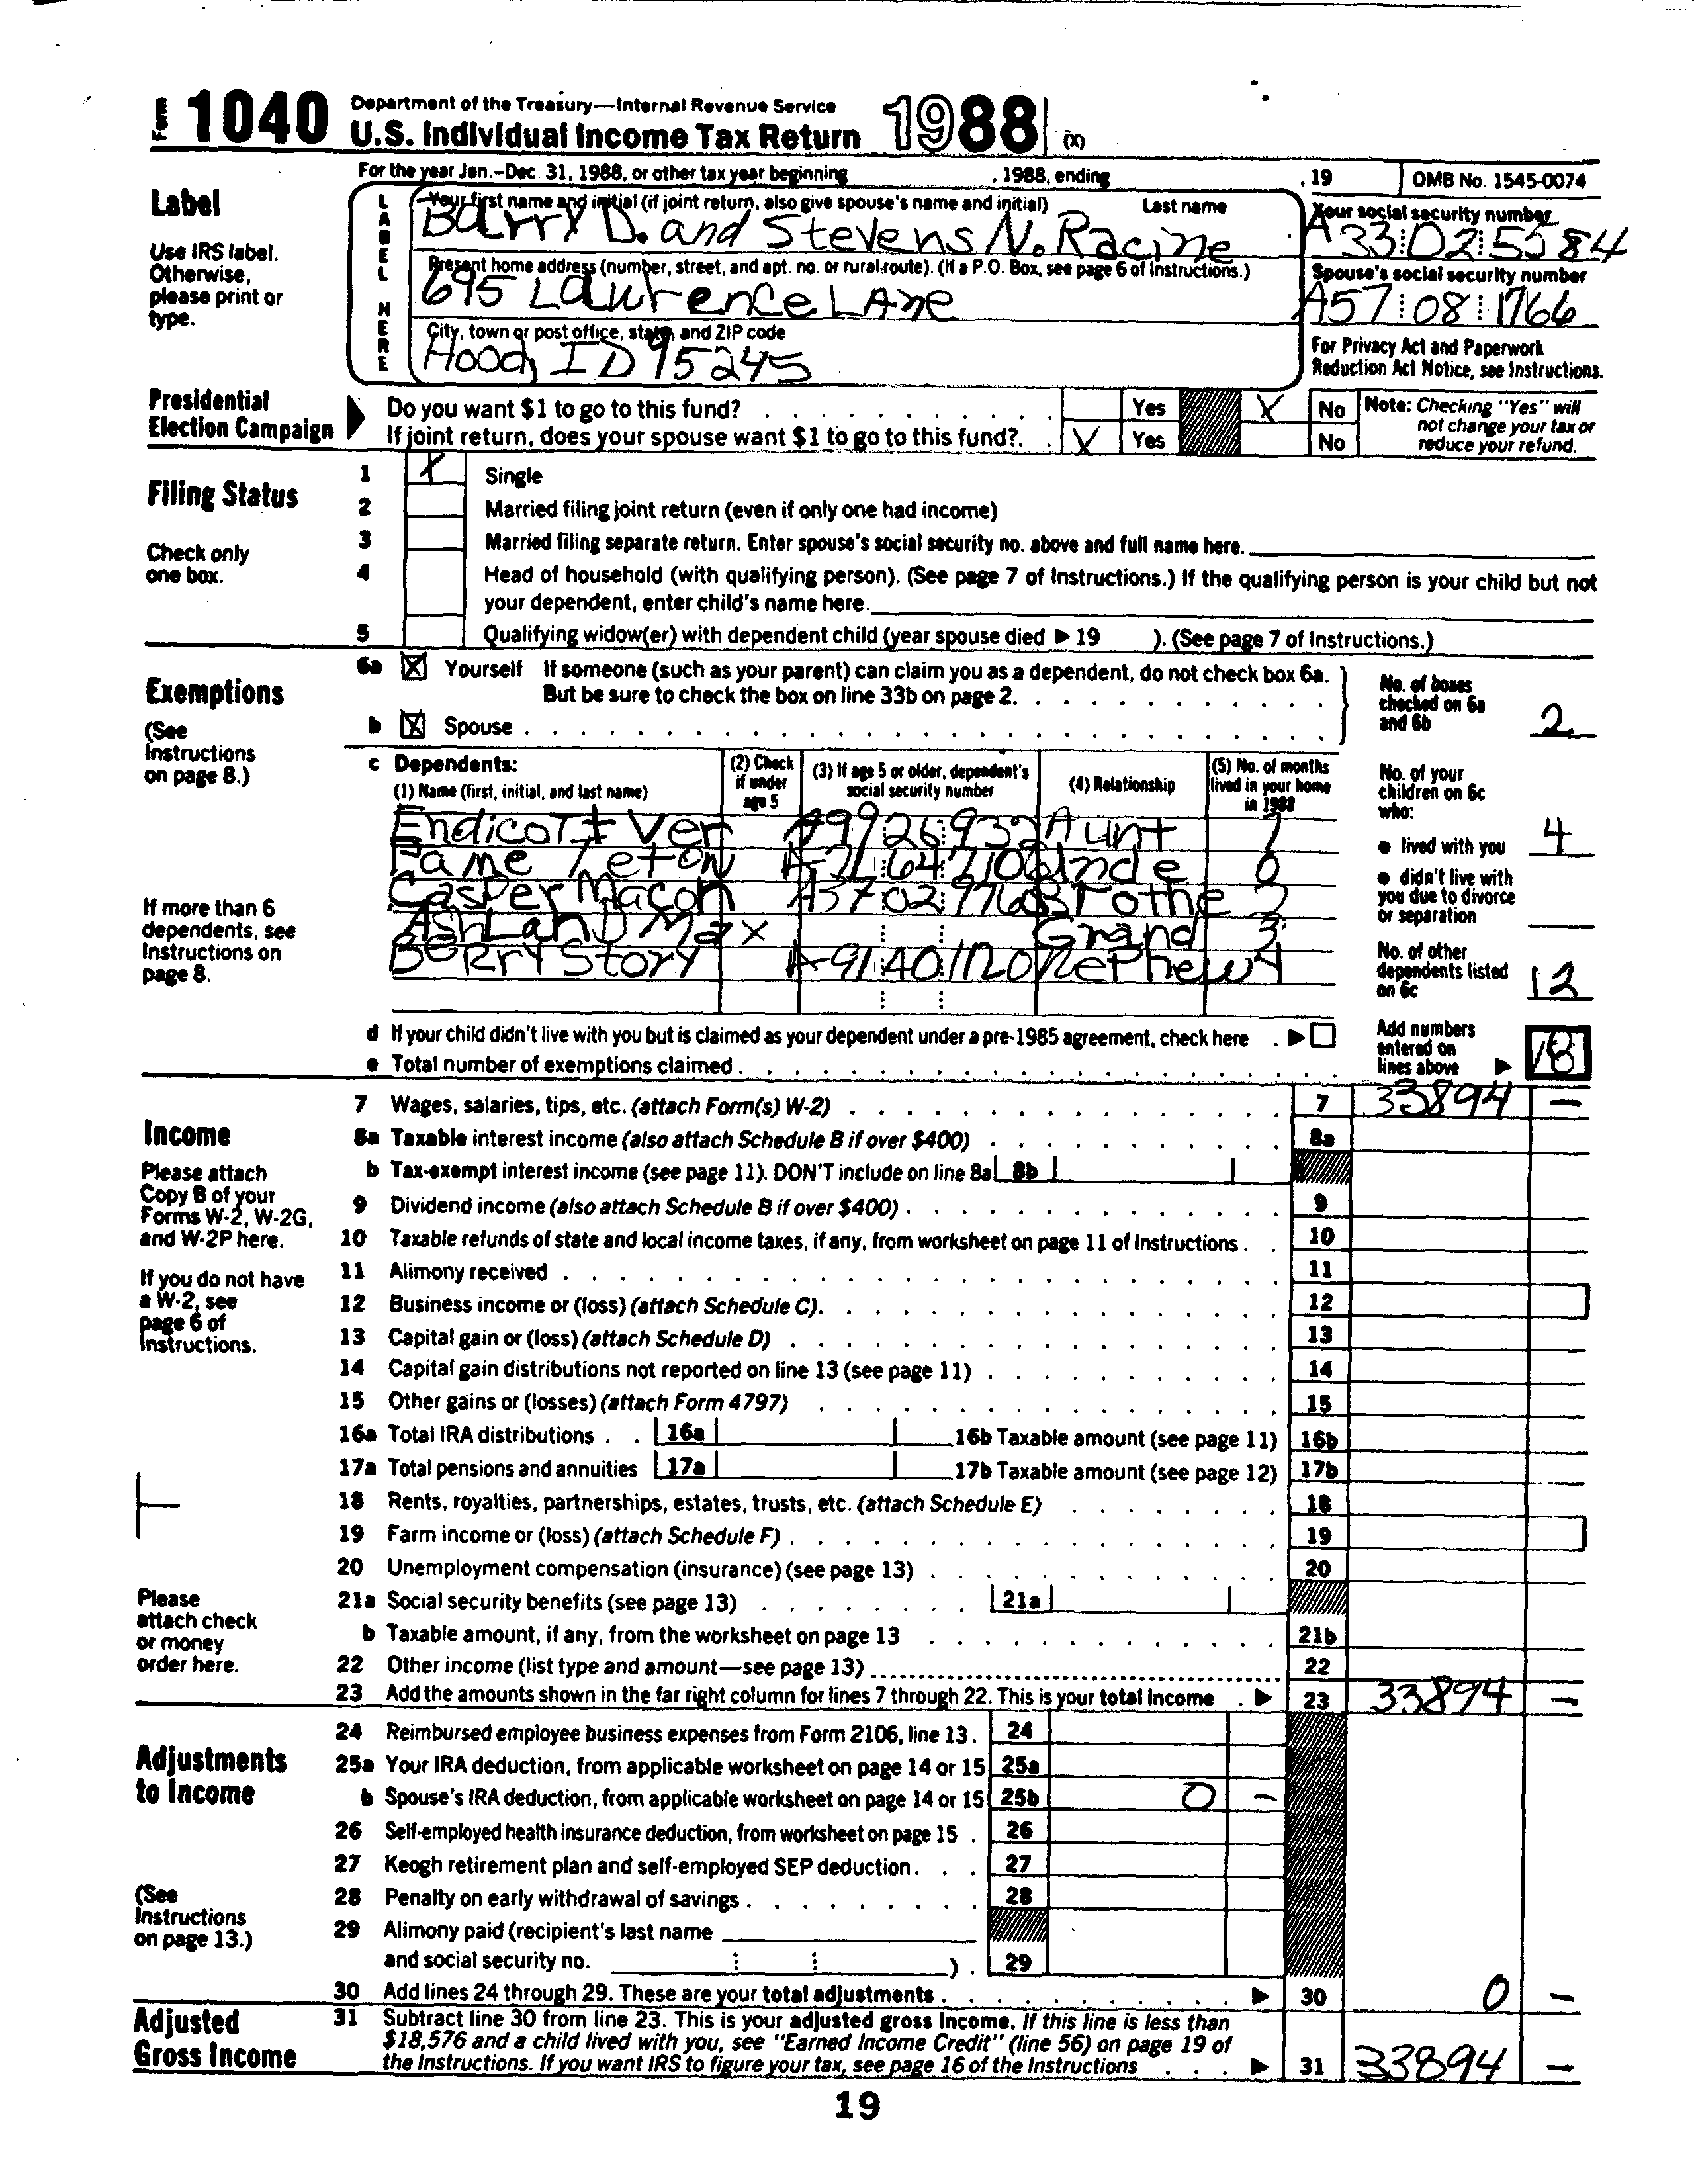 Form 1040 Department of the Treasury—Internal Revenue Service
U.S. Individual Income Tax Return 1988 (X)
For the year Jan.-Dec. 31, 1988, or other tax year beginning , 1988, ending , 19 OMB No. 1545-0074
Label
Use IRS label.
Otherwise,
please print or
type.
LABEL HERE
Your first name and initial (if joint return, also give spouse's name and initial) Last name
Barry D. and Stevens N. Racine
Your social security number
A33 02 5584
Present home address (number, street, and apt. no. or rural route). (If a P.O. Box, see page 6 of Instructions.)
695 Lawrence LAne
Spouse's social security number
A57 08 1766
City, town or post office, state, and ZIP code
Hood, ID 95245
For Privacy Act and Paperwork
Reduction Act Notice, see Instructions.
Presidential
Election Campaign
Do you want $1 to go to this fund? Yes X No
If joint return, does your spouse want $1 to go to this fund? X Yes No
Note: Checking "Yes" will
not change your tax or
reduce your refund.
Filing Status
Check only
one box.
1 X Single
2 Married filing joint return (even if only one had income)
3 Married filing separate return. Enter spouse's social security no. above and full name here.
4 Head of household (with qualifying person). (See page 7 of Instructions.) If the qualifying person is your child but not
your dependent, enter child's name here.
5 Qualifying widow(er) with dependent child (year spouse died ▶ 19 ). (See page 7 of Instructions.)
Exemptions
(See
Instructions
on page 8.)
6a X Yourself If someone (such as your parent) can claim you as a dependent, do not check box 6a.
But be sure to check the box on line 33b on page 2.
b X Spouse
No. of boxes
checked on 6a
and 6b 2
c Dependents:
(1) Name (first, initial, and last name)
(2) Check
if under
age 5
(3) If age 5 or older, dependent's
social security number
(4) Relationship
(5) No. of months
lived in your home
in 1988
EndicoTT Ver A99 26 932 Aunt
Fame Teton 0
Casper Macon A37 02 9760 Brothe
AshLanD Max Grand 3
BERRY Story A91 40 1120 Nephew
If more than 6
dependents, see
Instructions on
page 8.
No. of your
children on 6c
who:
● lived with you 4
● didn't live with
you due to divorce
or separation
No. of other
dependents listed
on 6c 12
d If your child didn't live with you but is claimed as your dependent under a pre-1985 agreement, check here ▶
e Total number of exemptions claimed
Add numbers
entered on
lines above ▶ 18
Income
Please attach
Copy B of your
Forms W-2, W-2G,
and W-2P here.
If you do not have
a W-2, see
page 6 of
Instructions.
Please
attach check
or money
order here.
7 Wages, salaries, tips, etc. (attach Form(s) W-2) 7 33894 —
8a Taxable interest income (also attach Schedule B if over $400) 8a
b Tax-exempt interest income (see page 11). DON'T include on line 8a 8b
9 Dividend income (also attach Schedule B if over $400) 9
10 Taxable refunds of state and local income taxes, if any, from worksheet on page 11 of Instructions 10
11 Alimony received 11
12 Business income or (loss) (attach Schedule C). 12
13 Capital gain or (loss) (attach Schedule D) 13
14 Capital gain distributions not reported on line 13 (see page 11) 14
15 Other gains or (losses) (attach Form 4797) 15
16a Total IRA distributions 16a 16b Taxable amount (see page 11) 16b
17a Total pensions and annuities 17a 17b Taxable amount (see page 12) 17b
18 Rents, royalties, partnerships, estates, trusts, etc. (attach Schedule E) 18
19 Farm income or (loss) (attach Schedule F) 19
20 Unemployment compensation (insurance) (see page 13) 20
21a Social security benefits (see page 13) 21a
b Taxable amount, if any, from the worksheet on page 13 21b
22 Other income (list type and amount—see page 13) 22
23 Add the amounts shown in the far right column for lines 7 through 22. This is your total income ▶ 23 33894 —
Adjustments
to Income
(See
Instructions
on page 13.)
24 Reimbursed employee business expenses from Form 2106, line 13. 24
25a Your IRA deduction, from applicable worksheet on page 14 or 15 25a
b Spouse's IRA deduction, from applicable worksheet on page 14 or 15 25b 0 —
26 Self-employed health insurance deduction, from worksheet on page 15 26
27 Keogh retirement plan and self-employed SEP deduction 27
28 Penalty on early withdrawal of savings 28
29 Alimony paid (recipient's last name
and social security no. ) 29
30 Add lines 24 through 29. These are your total adjustments ▶ 30 0 —
Adjusted
Gross Income
31 Subtract line 30 from line 23. This is your adjusted gross income. If this line is less than
$18,576 and a child lived with you, see "Earned Income Credit" (line 56) on page 19 of
the Instructions. If you want IRS to figure your tax, see page 16 of the Instructions ▶ 31 33894 —
19